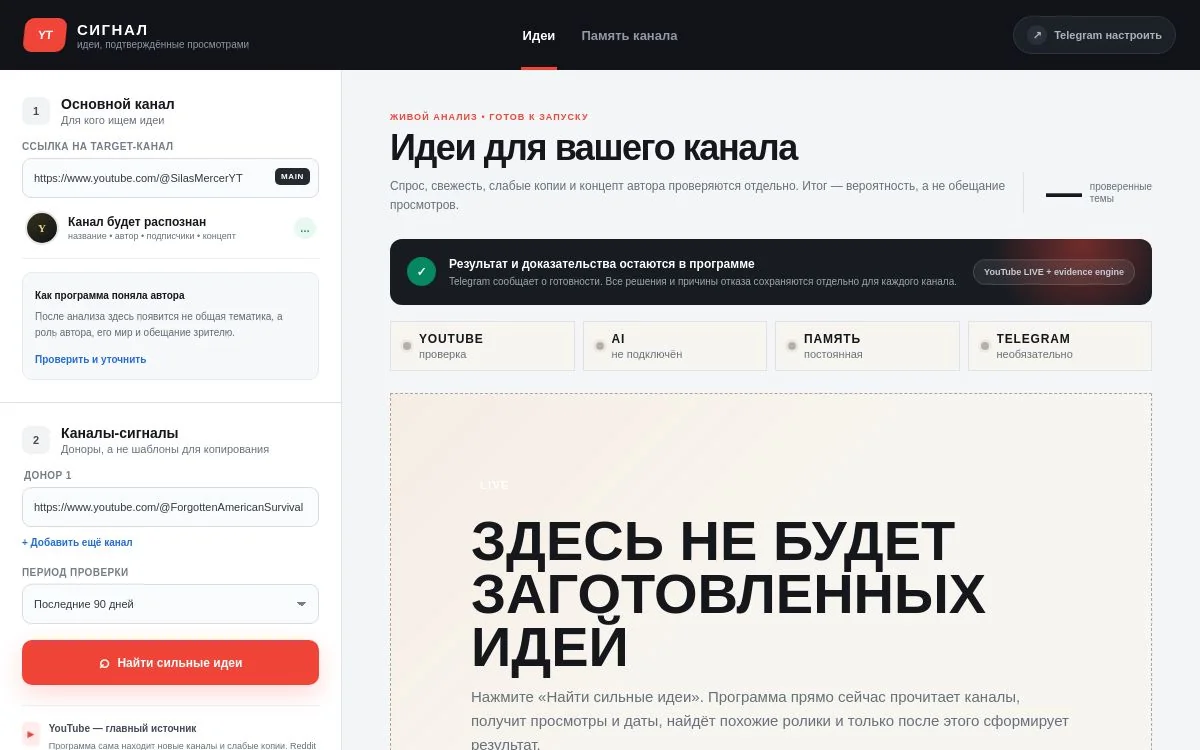 YT
СИГНАЛ
идеи, подтверждённые просмотрами
Идеи
Память канала
↗ Telegram настроить
1
Основной канал
Для кого ищем идеи
ССЫЛКА НА TARGET-КАНАЛ
https://www.youtube.com/@SilasMercerYT
MAIN
Y
Канал будет распознан
название • автор • подписчики • концепт
...
Как программа поняла автора
После анализа здесь появится не общая тематика, а
роль автора, его мир и обещание зрителю.
Проверить и уточнить
2
Каналы-сигналы
Доноры, а не шаблоны для копирования
ДОНОР 1
https://www.youtube.com/@ForgottenAmericanSurvival
+ Добавить ещё канал
ПЕРИОД ПРОВЕРКИ
Последние 90 дней
Найти сильные идеи
YouTube — главный источник
Программа сама находит новые каналы и слабые копии. Reddit
ЖИВОЙ АНАЛИЗ • ГОТОВ К ЗАПУСКУ
Идеи для вашего канала
Спрос, свежесть, слабые копии и концепт автора проверяются отдельно. Итог — вероятность, а не обещание
просмотров.
—
проверенные
темы
✓
Результат и доказательства остаются в программе
Telegram сообщает о готовности. Все решения и причины отказа сохраняются отдельно для каждого канала.
YouTube LIVE + evidence engine
YOUTUBE
проверка
AI
не подключён
ПАМЯТЬ
постоянная
TELEGRAM
необязательно
LIVE
ЗДЕСЬ НЕ БУДЕТ
ЗАГОТОВЛЕННЫХ
ИДЕЙ
Нажмите «Найти сильные идеи». Программа прямо сейчас прочитает каналы,
получит просмотры и даты, найдёт похожие ролики и только после этого сформирует
результат.